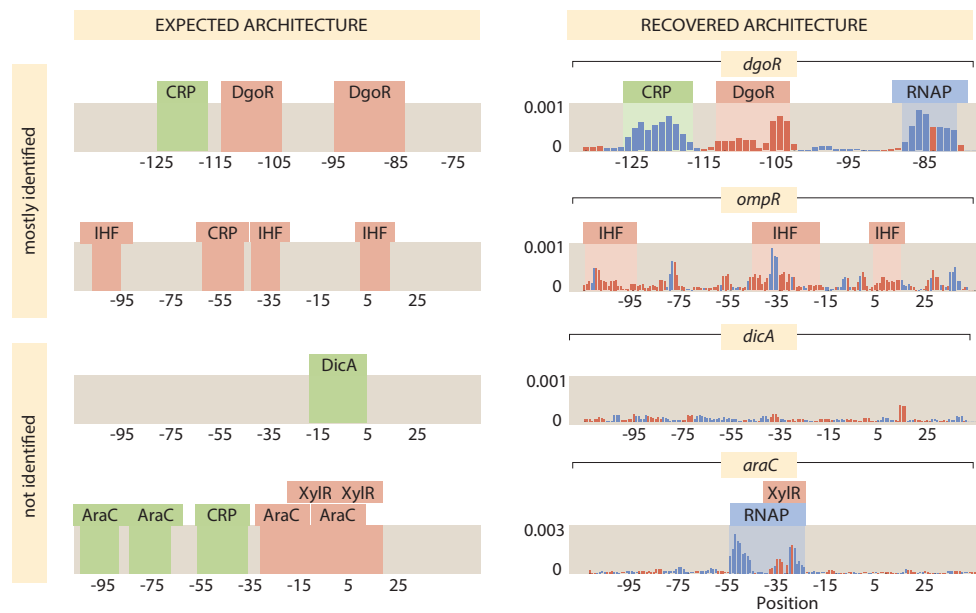 EXPECTED ARCHITECTURE
RECOVERED ARCHITECTURE
mostly identified
CRP DgoR DgoR
-125 -115 -105 -95 -85 -75
dgoR
CRP DgoR RNAP
0.001
0
-125 -115 -105 -95 -85
IHF CRP IHF IHF
-95 -75 -55 -35 -15 5 25
ompR
IHF IHF IHF
0.001
0
-95 -75 -55 -35 -15 5 25
not identified
DicA
-95 -75 -55 -35 -15 5 25
dicA
0.001
0
-95 -75 -55 -35 -15 5 25
XylR XylR
AraC AraC CRP AraC AraC
-95 -75 -55 -35 -15 5 25
araC
XylR
RNAP
0.003
0
-95 -75 -55 -35 -15 5 25
Position